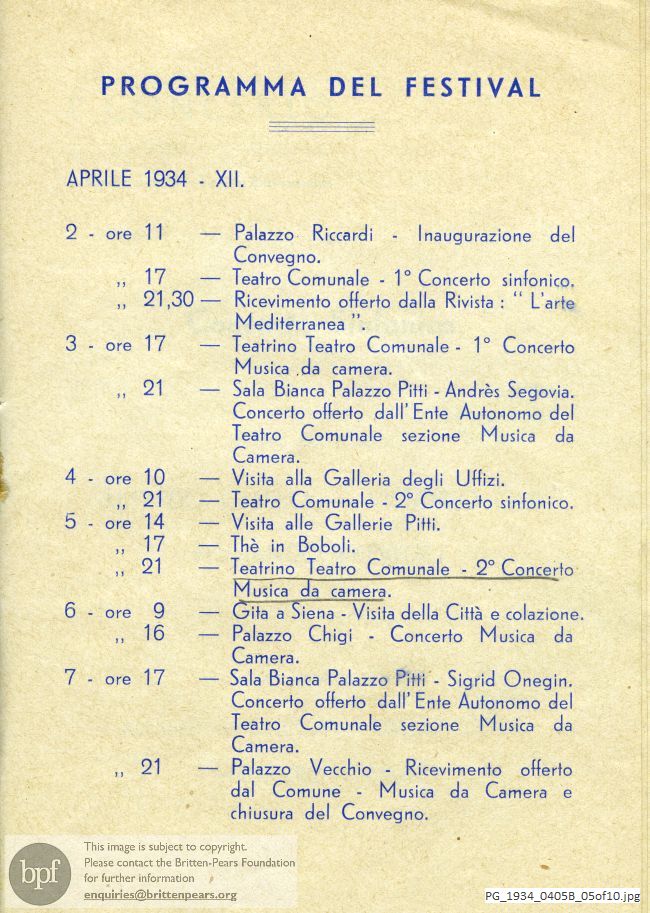 PROGRAMMA DEL FESTIVAL
APRILE 1934 - XII.
2 - ore 11 — Palazzo Riccardi - Inaugurazione del
Convegno.
„ 17 — Teatro Comunale - 1° Concerto sinfonico.
„ 21,30 — Ricevimento offerto dalla Rivista : “ L'arte
Mediterranea ”.
3 - ore 17 — Teatrino Teatro Comunale - 1° Concerto
Musica da camera.
„ 21 — Sala Bianca Palazzo Pitti - Andrès Segovia.
Concerto offerto dall' Ente Autonomo del
Teatro Comunale sezione Musica da
Camera.
4 - ore 10 — Visita alla Galleria degli Uffizi.
„ 21 — Teatro Comunale - 2° Concerto sinfonico.
5 - ore 14 — Visita alle Gallerie Pitti.
„ 17 — Thè in Boboli.
„ 21 — Teatrino Teatro Comunale - 2° Concerto
Musica da camera.
6 - ore 9 — Gita a Siena - Visita della Città e colazione.
„ 16 — Palazzo Chigi - Concerto Musica da
Camera.
7 - ore 17 — Sala Bianca Palazzo Pitti - Sigrid Onegin.
Concerto offerto dall' Ente Autonomo del
Teatro Comunale sezione Musica da
Camera.
„ 21 — Palazzo Vecchio - Ricevimento offerto
dal Comune - Musica da Camera e
chiusura del Convegno.
bpf
This image is subject to copyright.
Please contact the Britten-Pears Foundation
for further information
enquiries@brittenpears.org
PG_1934_0405B_05of10.jpg